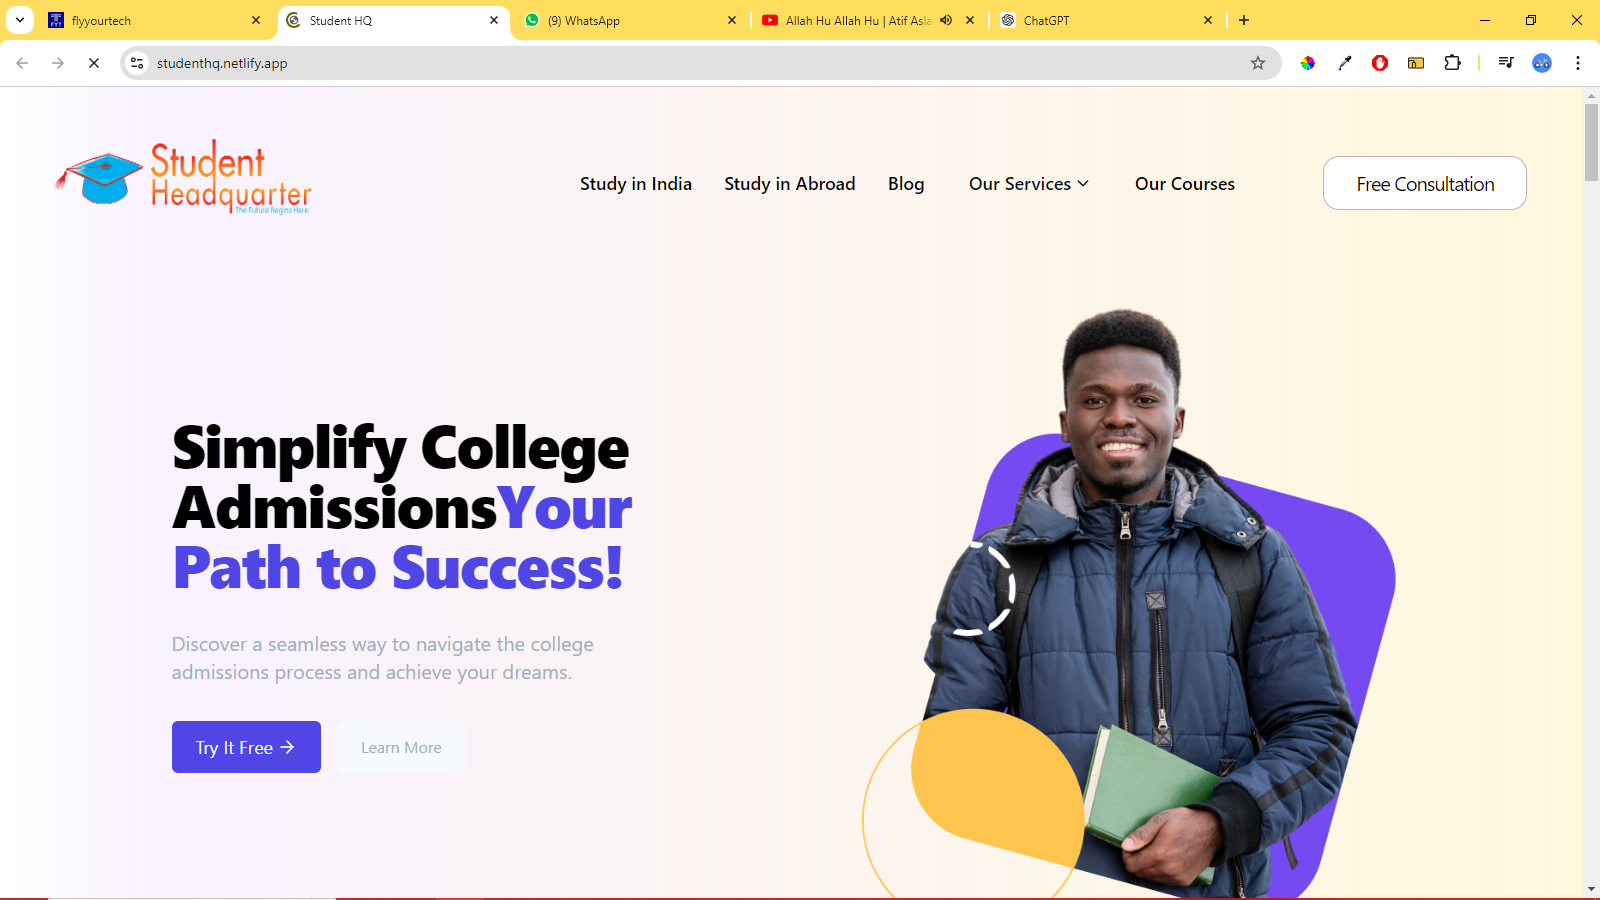 flyyourtech
Student HQ
(9) WhatsApp
Allah Hu Allah Hu | Atif Asla
ChatGPT
studenthq.netlify.app
Student
Headquarter
The Future Begins Here
Study in India
Study in Abroad
Blog
Our Services
Our Courses
Free Consultation
Simplify College
AdmissionsYour
Path to Success!
Discover a seamless way to navigate the college
admissions process and achieve your dreams.
Try It Free
Learn More